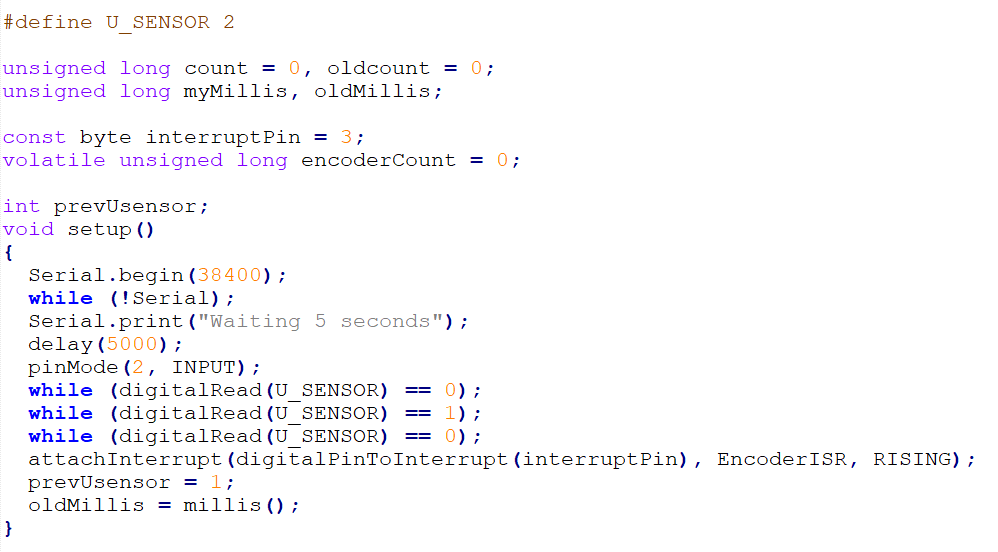 #define U_SENSOR 2
unsigned long count = 0, oldcount = 0;
unsigned long myMillis, oldMillis;
const byte interruptPin = 3;
volatile unsigned long encoderCount = 0;
int prevUsensor;
void setup()
{
  Serial.begin(38400);
  while (!Serial);
  Serial.print("Waiting 5 seconds");
  delay(5000);
  pinMode(2, INPUT);
  while (digitalRead(U_SENSOR) == 0);
  while (digitalRead(U_SENSOR) == 1);
  while (digitalRead(U_SENSOR) == 0);
  attachInterrupt(digitalPinToInterrupt(interruptPin), EncoderISR, RISING);
  prevUsensor = 1;
  oldMillis = millis();
}